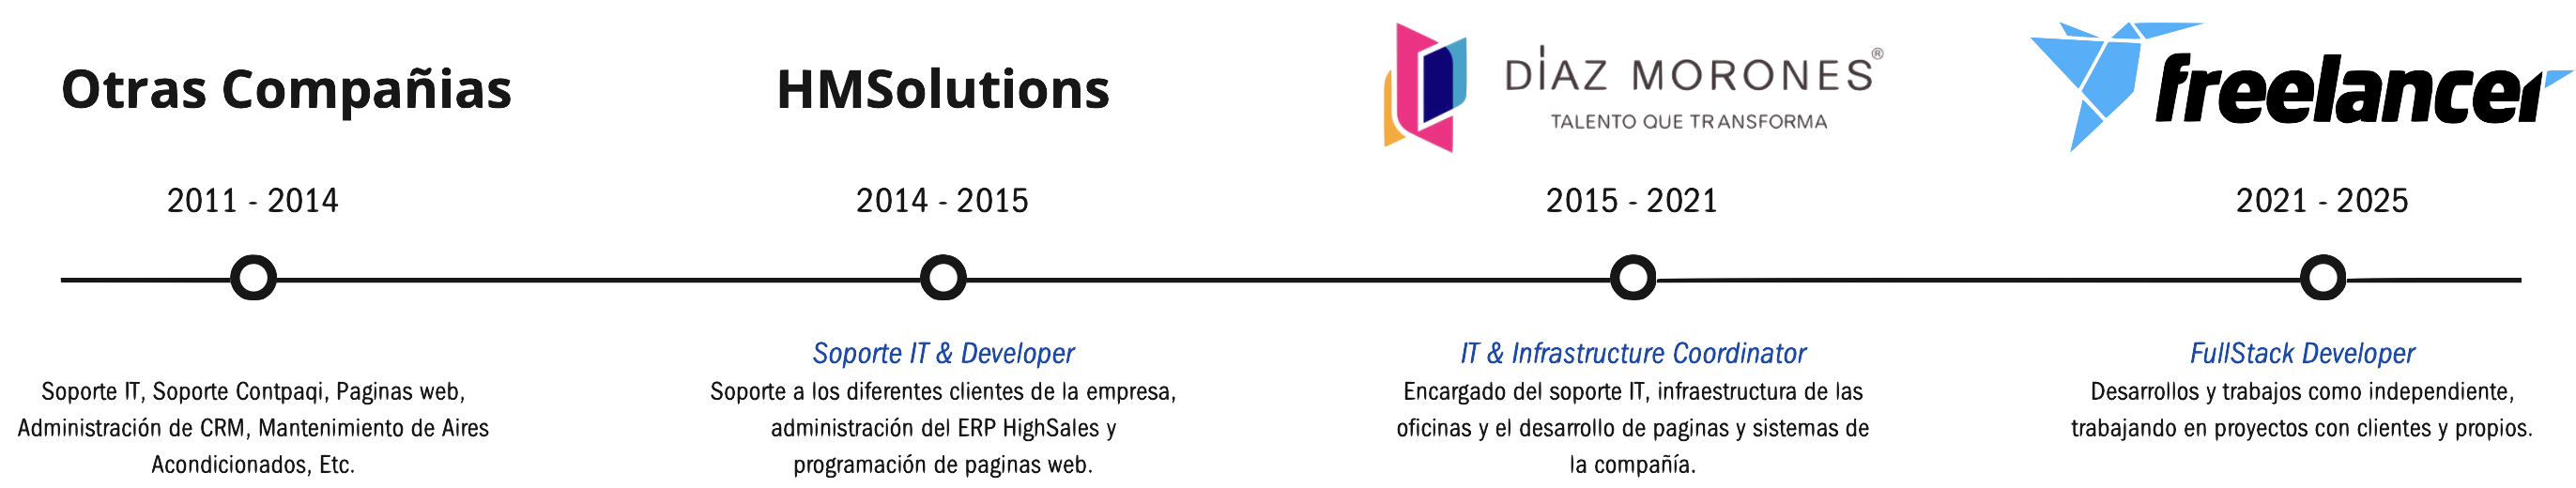 Otras Compañias
2011 - 2014
Soporte IT, Soporte Contpaqi, Paginas web,
Administración de CRM, Mantenimiento de Aires
Acondicionados, Etc.
HMSolutions
2014 - 2015
Soporte IT & Developer
Soporte a los diferentes clientes de la empresa,
administración del ERP HighSales y
programación de paginas web.
DÍAZ MORONES®
TALENTO QUE TRANSFORMA
2015 - 2021
IT & Infrastructure Coordinator
Encargado del soporte IT, infraestructura de las
oficinas y el desarrollo de paginas y sistemas de
la compañía.
freelancer
2021 - 2025
FullStack Developer
Desarrollos y trabajos como independiente,
trabajando en proyectos con clientes y propios.